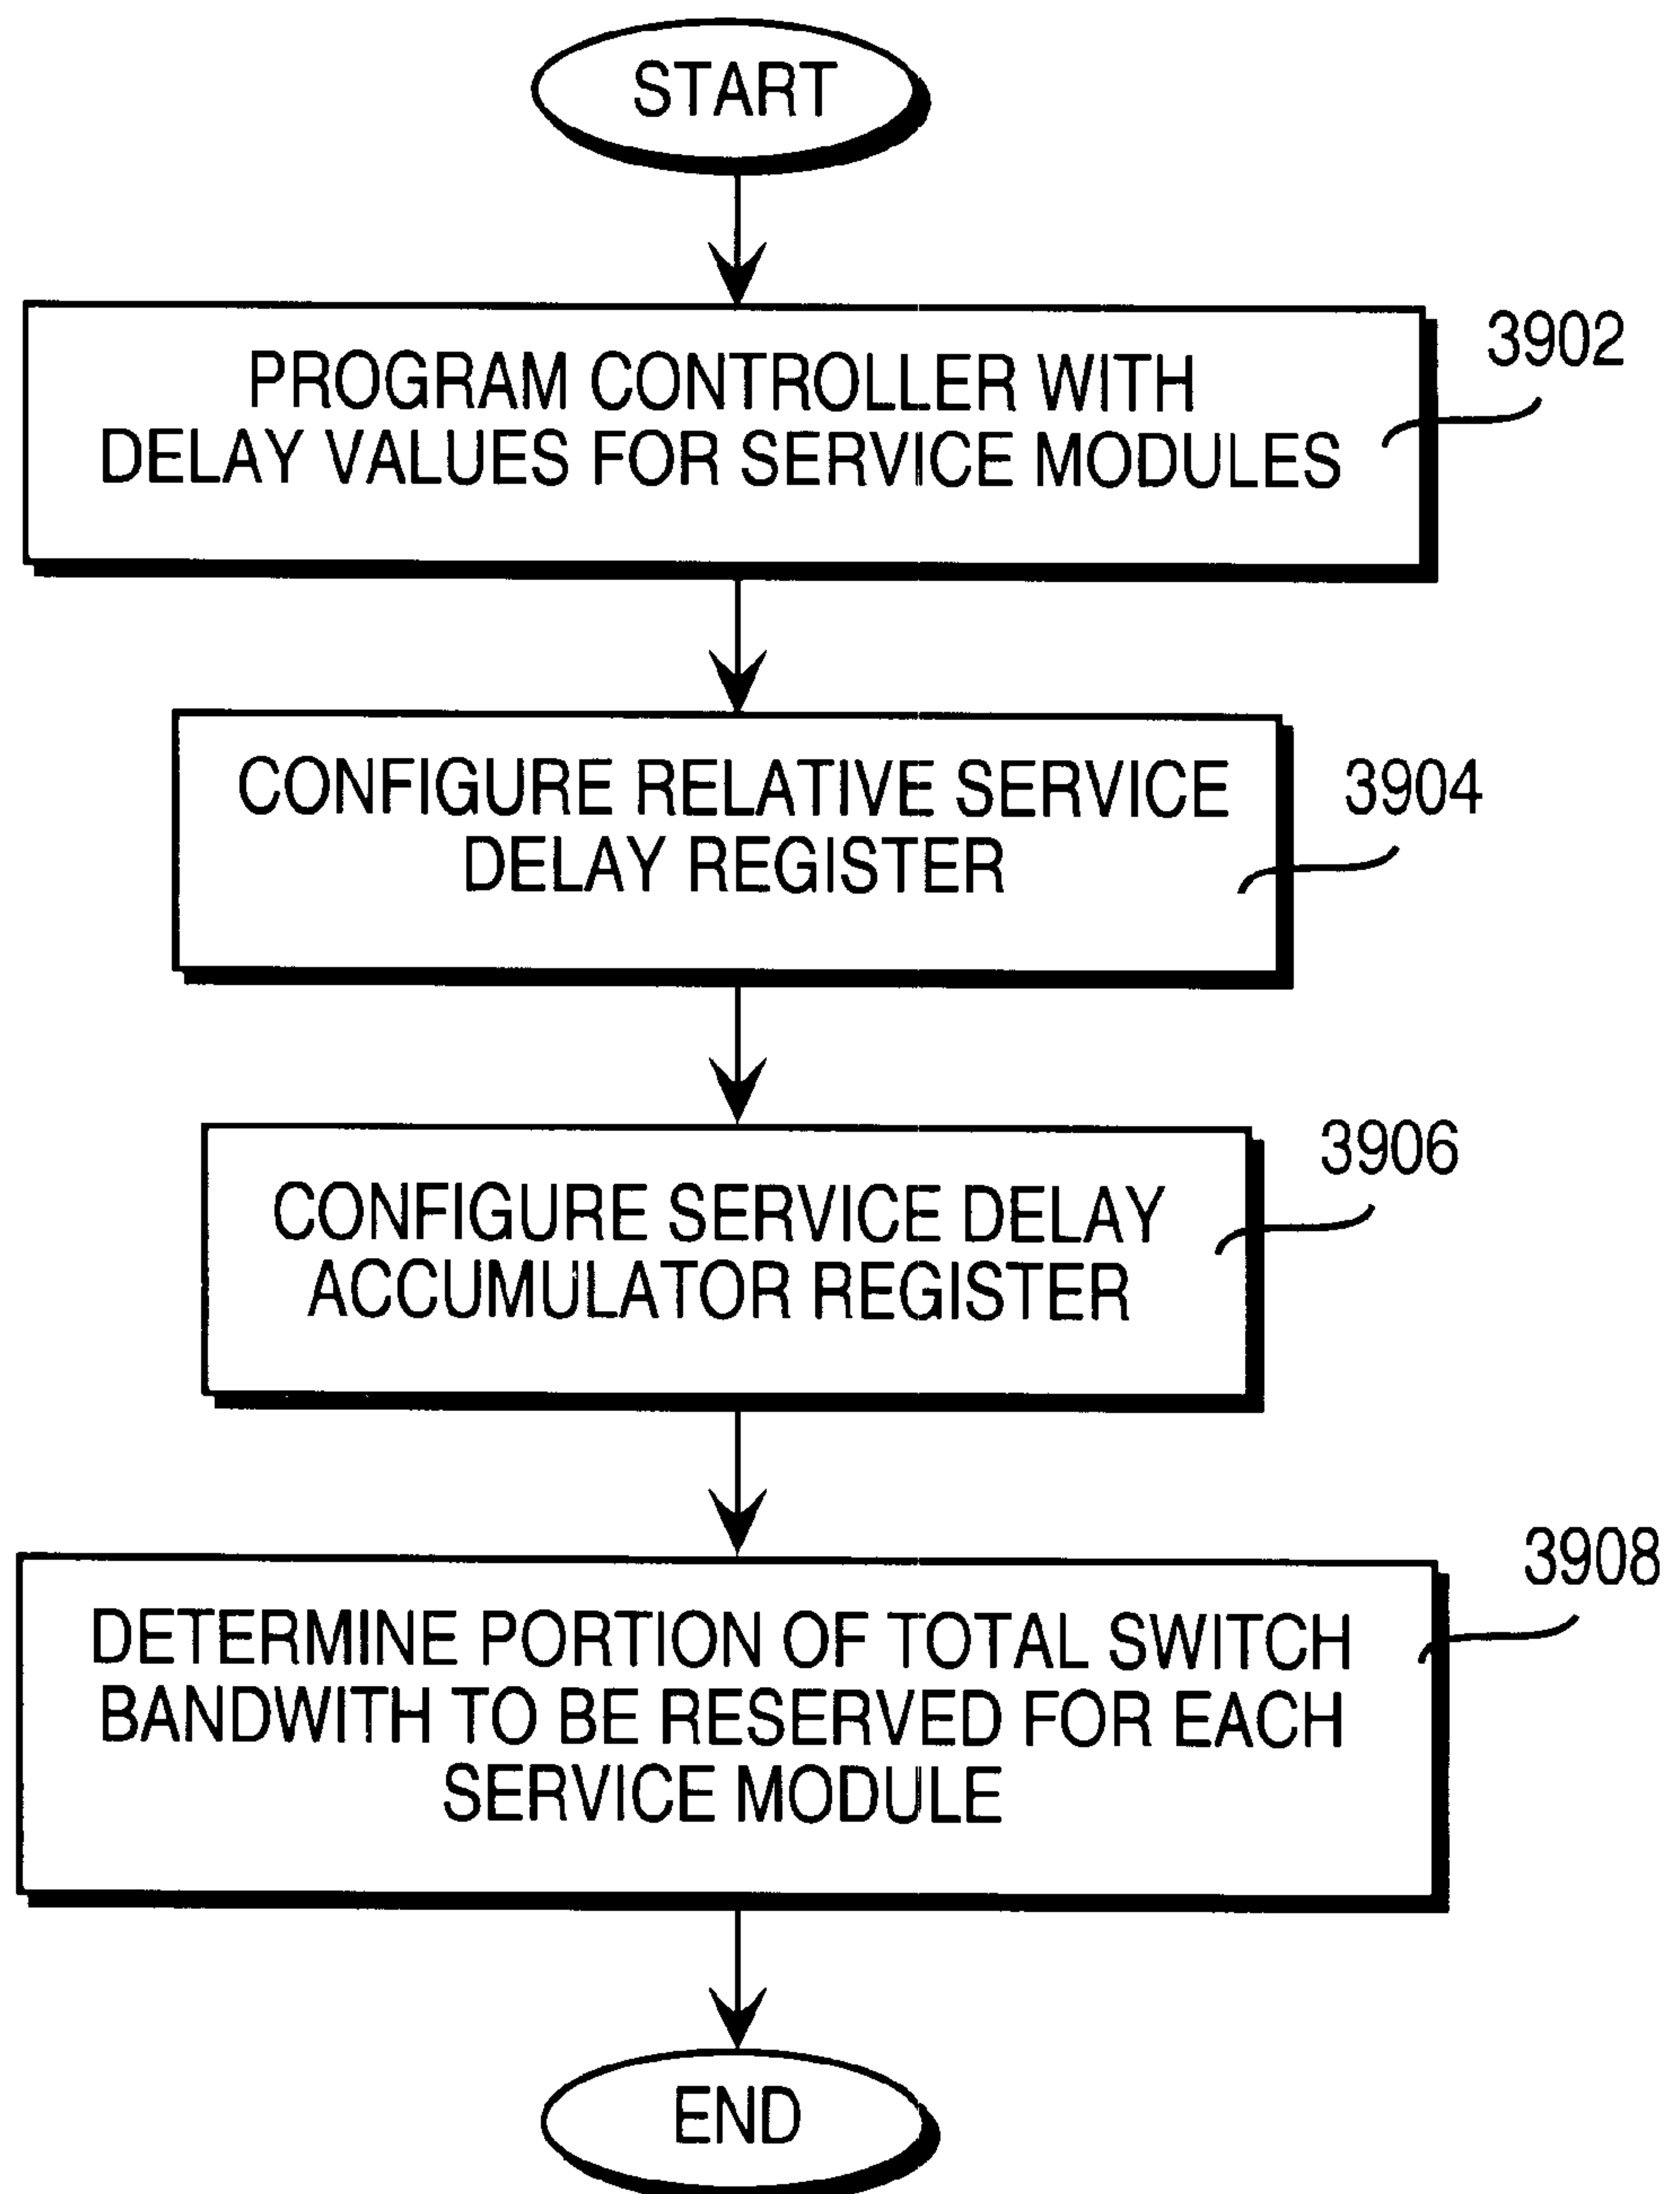 START
PROGRAM CONTROLLER WITH
DELAY VALUES FOR SERVICE MODULES
3902
CONFIGURE RELATIVE SERVICE
DELAY REGISTER
3904
CONFIGURE SERVICE DELAY
ACCUMULATOR REGISTER
3906
DETERMINE PORTION OF TOTAL SWITCH
BANDWITH TO BE RESERVED FOR EACH
SERVICE MODULE
3908
END